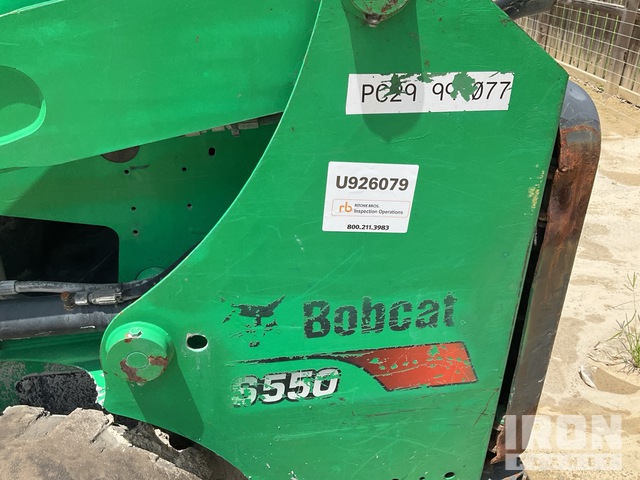 U926079
rb RITCHIE BROS.
Inspection Operations
800.211.3983
Bobcat
S550
IRON